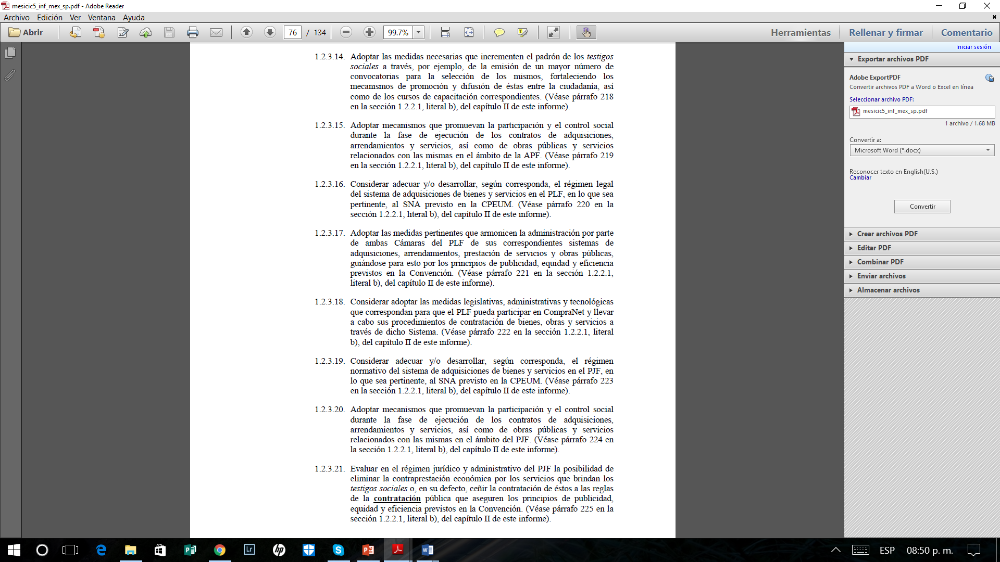 mesicic5_inf_mex_sp.pdf - Adobe Reader
Archivo Edición Ver Ventana Ayuda
Abrir 76 / 134 99.7% Herramientas Rellenar y firmar Comentario
1.2.3.14. Adoptar las medidas necesarias que incrementen el padrón de los testigos
sociales a través, por ejemplo, de la emisión de un mayor número de
convocatorias para la selección de los mismos, fortaleciendo los
mecanismos de promoción y difusión de éstas entre la ciudadanía, así
como de los cursos de capacitación correspondientes. (Véase párrafo 218
en la sección 1.2.2.1, literal b), del capítulo II de este informe).
1.2.3.15. Adoptar mecanismos que promuevan la participación y el control social
durante la fase de ejecución de los contratos de adquisiciones,
arrendamientos y servicios, así como de obras públicas y servicios
relacionados con las mismas en el ámbito de la APF. (Véase párrafo 219
en la sección 1.2.2.1, literal b), del capítulo II de este informe).
1.2.3.16. Considerar adecuar y/o desarrollar, según corresponda, el régimen legal
del sistema de adquisiciones de bienes y servicios en el PLF, en lo que sea
pertinente, al SNA previsto en la CPEUM. (Véase párrafo 220 en la
sección 1.2.2.1, literal b), del capítulo II de este informe).
1.2.3.17. Adoptar las medidas pertinentes que armonicen la administración por parte
de ambas Cámaras del PLF de sus correspondientes sistemas de
adquisiciones, arrendamientos, prestación de servicios y obras públicas,
guiándose para esto por los principios de publicidad, equidad y eficiencia
previstos en la Convención. (Véase párrafo 221 en la sección 1.2.2.1,
literal b), del capítulo II de este informe).
1.2.3.18. Considerar adoptar las medidas legislativas, administrativas y tecnológicas
que correspondan para que el PLF pueda participar en CompraNet y llevar
a cabo sus procedimientos de contratación de bienes, obras y servicios a
través de dicho Sistema. (Véase párrafo 222 en la sección 1.2.2.1, literal
b), del capítulo II de este informe).
1.2.3.19. Considerar adecuar y/o desarrollar, según corresponda, el régimen
normativo del sistema de adquisiciones de bienes y servicios en el PJF, en
lo que sea pertinente, al SNA previsto en la CPEUM. (Véase párrafo 223
en la sección 1.2.2.1, literal b), del capítulo II de este informe).
1.2.3.20. Adoptar mecanismos que promuevan la participación y el control social
durante la fase de ejecución de los contratos de adquisiciones,
arrendamientos y servicios, así como de obras públicas y servicios
relacionados con las mismas en el ámbito del PJF. (Véase párrafo 224 en
la sección 1.2.2.1, literal b), del capítulo II de este informe).
1.2.3.21. Evaluar en el régimen jurídico y administrativo del PJF la posibilidad de
eliminar la contraprestación económica por los servicios que brindan los
testigos sociales o, en su defecto, ceñir la contratación de éstos a las reglas
de la contratación pública que aseguren los principios de publicidad,
equidad y eficiencia previstos en la Convención. (Véase párrafo 225 en la
sección 1.2.2.1, literal b), del capítulo II de este informe).
Iniciar sesión
Exportar archivos PDF
Adobe ExportPDF
Convertir archivos PDF a Word o Excel en línea
Seleccionar archivo PDF:
mesicic5_inf_mex_sp.pdf
1 archivo / 1.68 MB
Convertir a:
Microsoft Word (*.docx)
Reconocer texto en English(U.S.)
Cambiar
Convertir
Crear archivos PDF
Editar PDF
Combinar PDF
Enviar archivos
Almacenar archivos
Lr hp ESP 08:50 p. m.